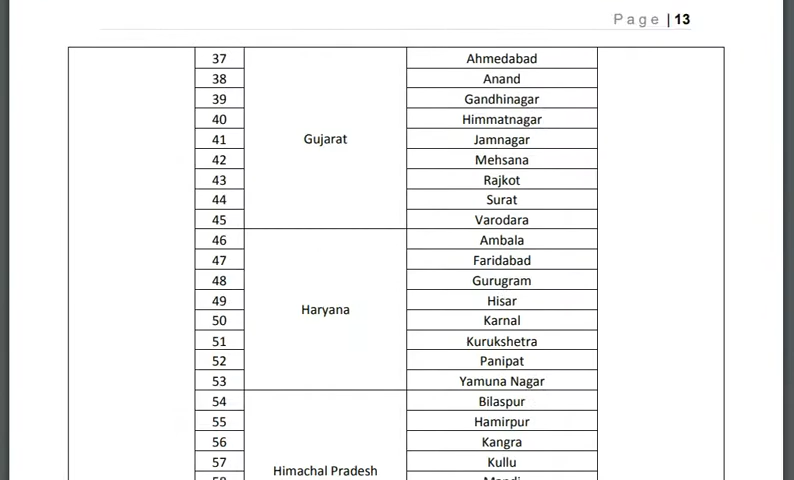 Page | 13
37 Ahmedabad
38 Anand
39 Gandhinagar
40 Himmatnagar
41 Gujarat Jamnagar
42 Mehsana
43 Rajkot
44 Surat
45 Varodara
46 Ambala
47 Faridabad
48 Gurugram
49 Hisar
Haryana
50 Karnal
51 Kurukshetra
52 Panipat
53 Yamuna Nagar
54 Bilaspur
55 Hamirpur
56 Kangra
57 Kullu
Himachal Pradesh